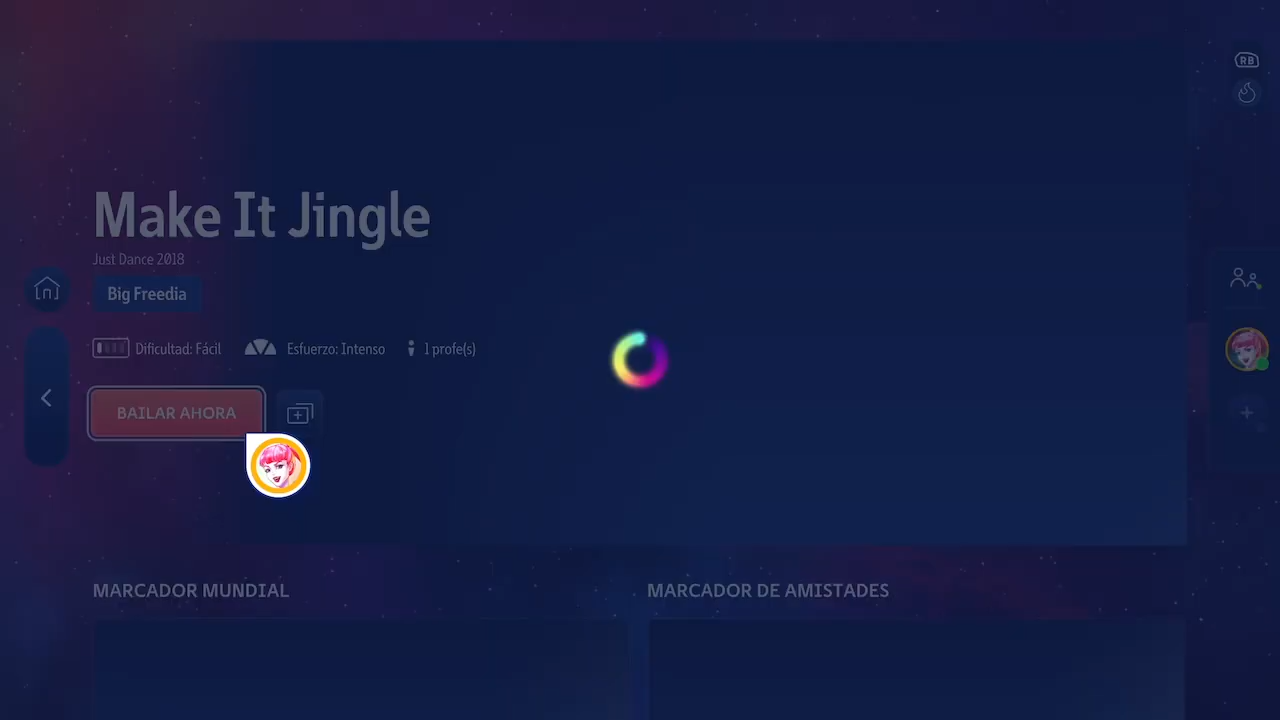 RB
Make It Jingle
Just Dance 2018
Big Freedia
Dificultad: Fácil
Esfuerzo: Intenso
1 profe(s)
BAILAR AHORA
MARCADOR MUNDIAL
MARCADOR DE AMISTADES